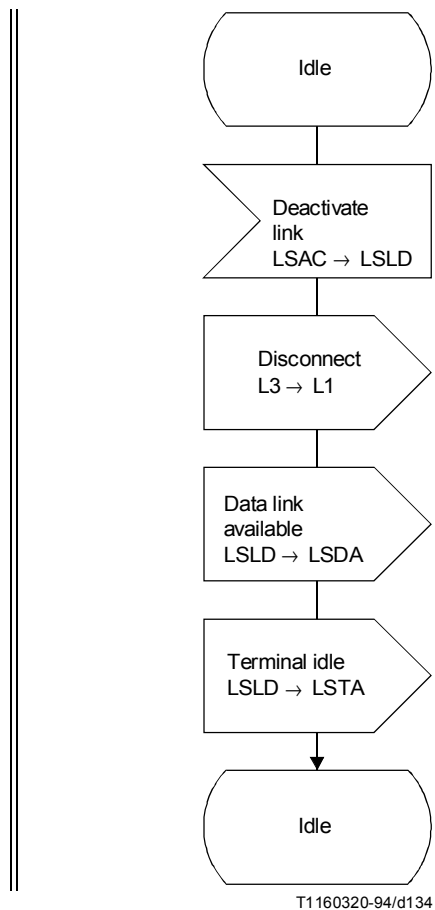 Idle
Deactivate
link
LSAC → LSLD
Disconnect
L3 → L1
Data link
available
LSLD → LSDA
Terminal idle
LSLD → LSTA
Idle
T1160320-94/d134